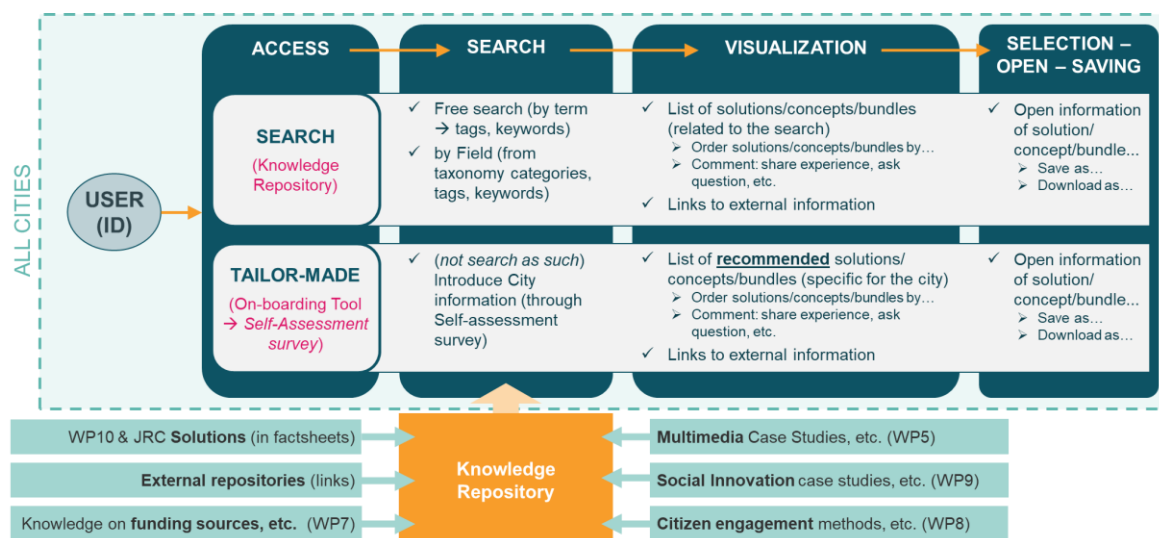 ALL CITIES
USER
(ID)
ACCESS
SEARCH
VISUALIZATION
SELECTION –
OPEN – SAVING
SEARCH
(Knowledge
Repository)
✓ Free search (by term
→ tags, keywords)
✓ by Field (from
taxonomy categories,
tags, keywords)
✓ List of solutions/concepts/bundles
(related to the search)
➢ Order solutions/concepts/bundles by…
➢ Comment: share experience, ask
question, etc.
✓ Links to external information
✓ Open information
of solution/
concept/bundle...
➢ Save as…
➢ Download as…
TAILOR-MADE
(On-boarding Tool
→ Self-Assessment
survey)
✓ (not search as such)
Introduce City
information (through
Self-assessment
survey)
✓ List of recommended solutions/
concepts/bundles (specific for the city)
➢ Order solutions/concepts/bundles by…
➢ Comment: share experience, ask
question, etc.
✓ Links to external information
✓ Open information
of solution/
concept/bundle...
➢ Save as…
➢ Download as…
WP10 & JRC Solutions (in factsheets)
External repositories (links)
Knowledge on funding sources, etc. (WP7)
Knowledge
Repository
Multimedia Case Studies, etc. (WP5)
Social Innovation case studies, etc. (WP9)
Citizen engagement methods, etc. (WP8)